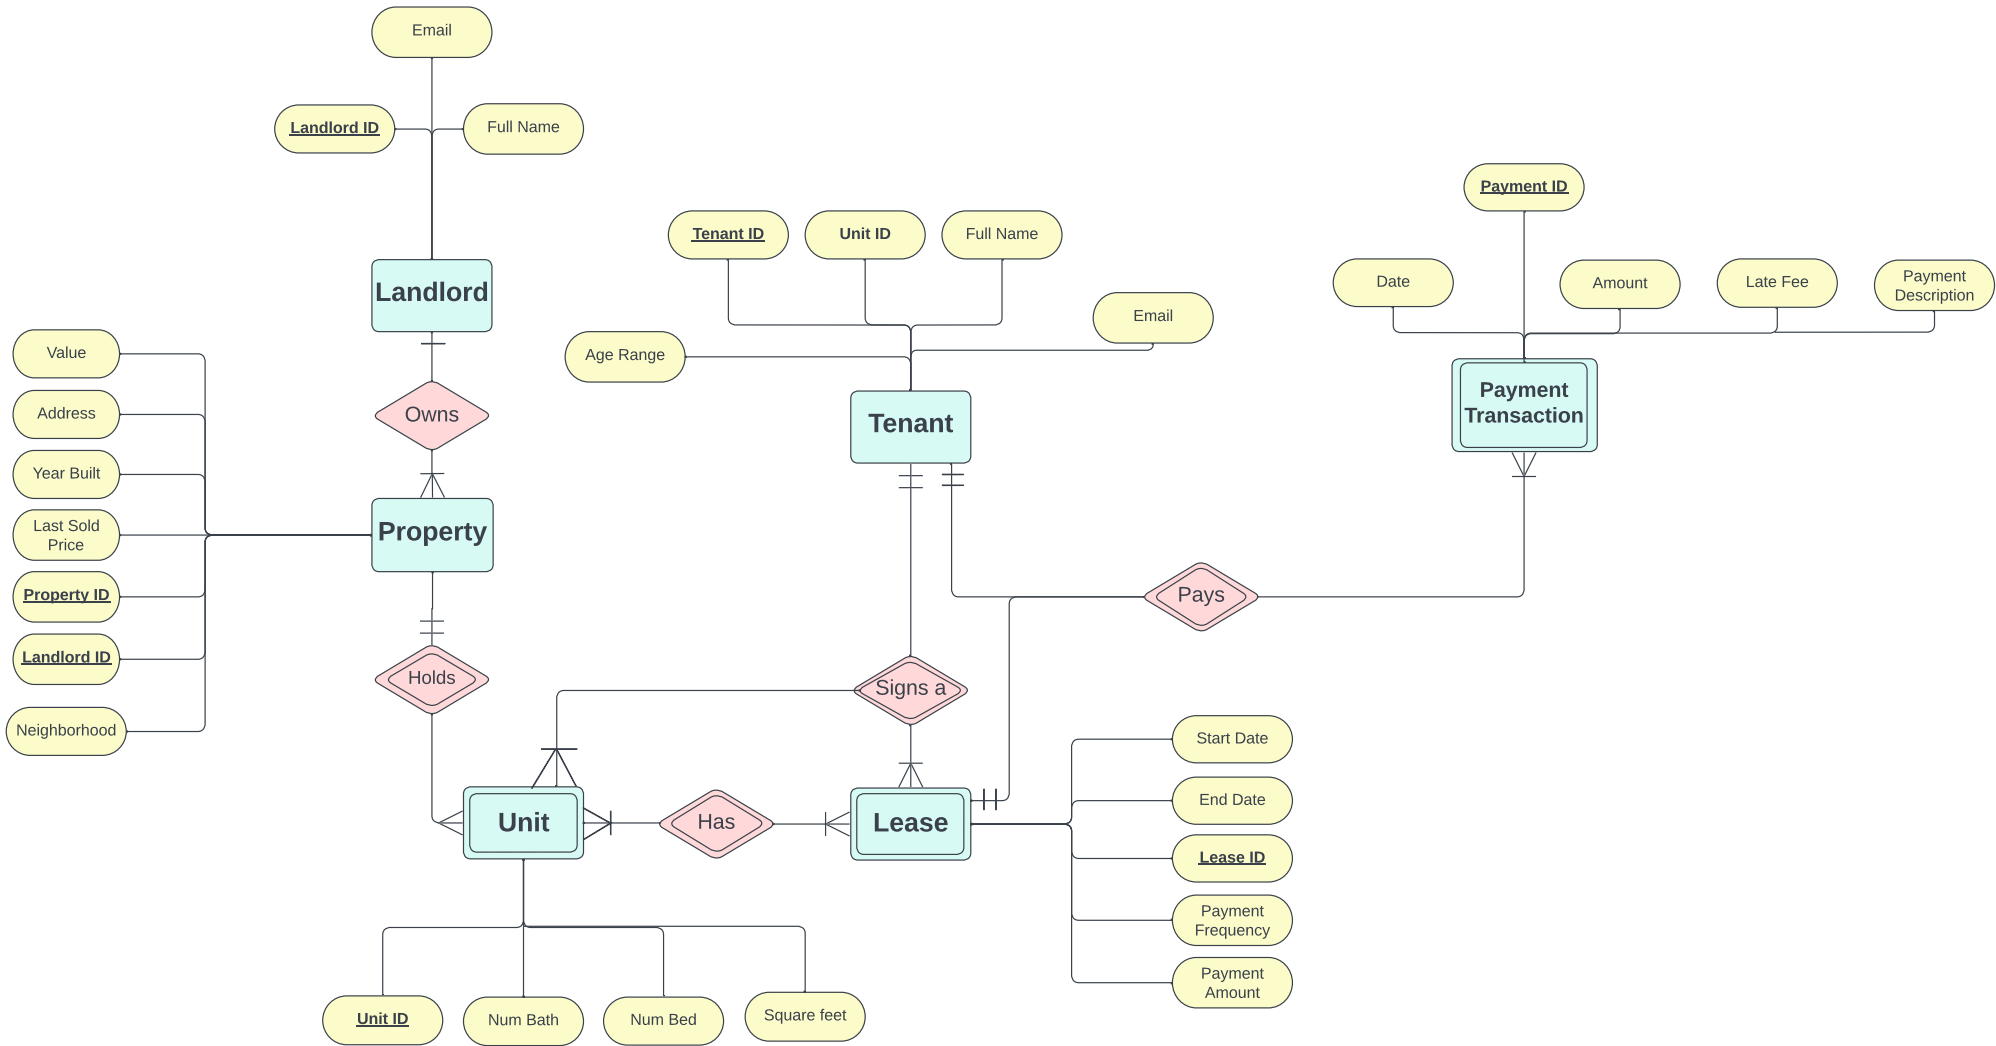 Email
Landlord ID
Full Name
Landlord
Owns
Property
Value
Address
Year Built
Last Sold
Price
Property ID
Landlord ID
Neighborhood
Holds
Unit
Unit ID
Num Bath
Num Bed
Square feet
Has
Tenant ID
Unit ID
Full Name
Email
Age Range
Tenant
Signs a
Lease
Start Date
End Date
Lease ID
Payment
Frequency
Payment
Amount
Pays
Payment ID
Date
Amount
Late Fee
Payment
Description
Payment
Transaction